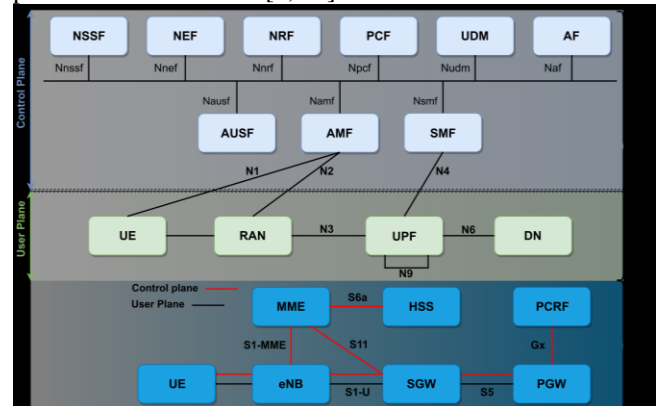 Control Plane
NSSF NEF NRF PCF UDM AF
Nnssf Nnef Nnrf Npcf Nudm Naf
Nausf Namf Nsmf
AUSF AMF SMF
N1 N2 N4
User Plane
UE RAN N3 UPF N6 DN
N9
Control plane
User Plane
MME S6a HSS PCRF
S1-MME S11 Gx
UE eNB S1-U SGW S5 PGW